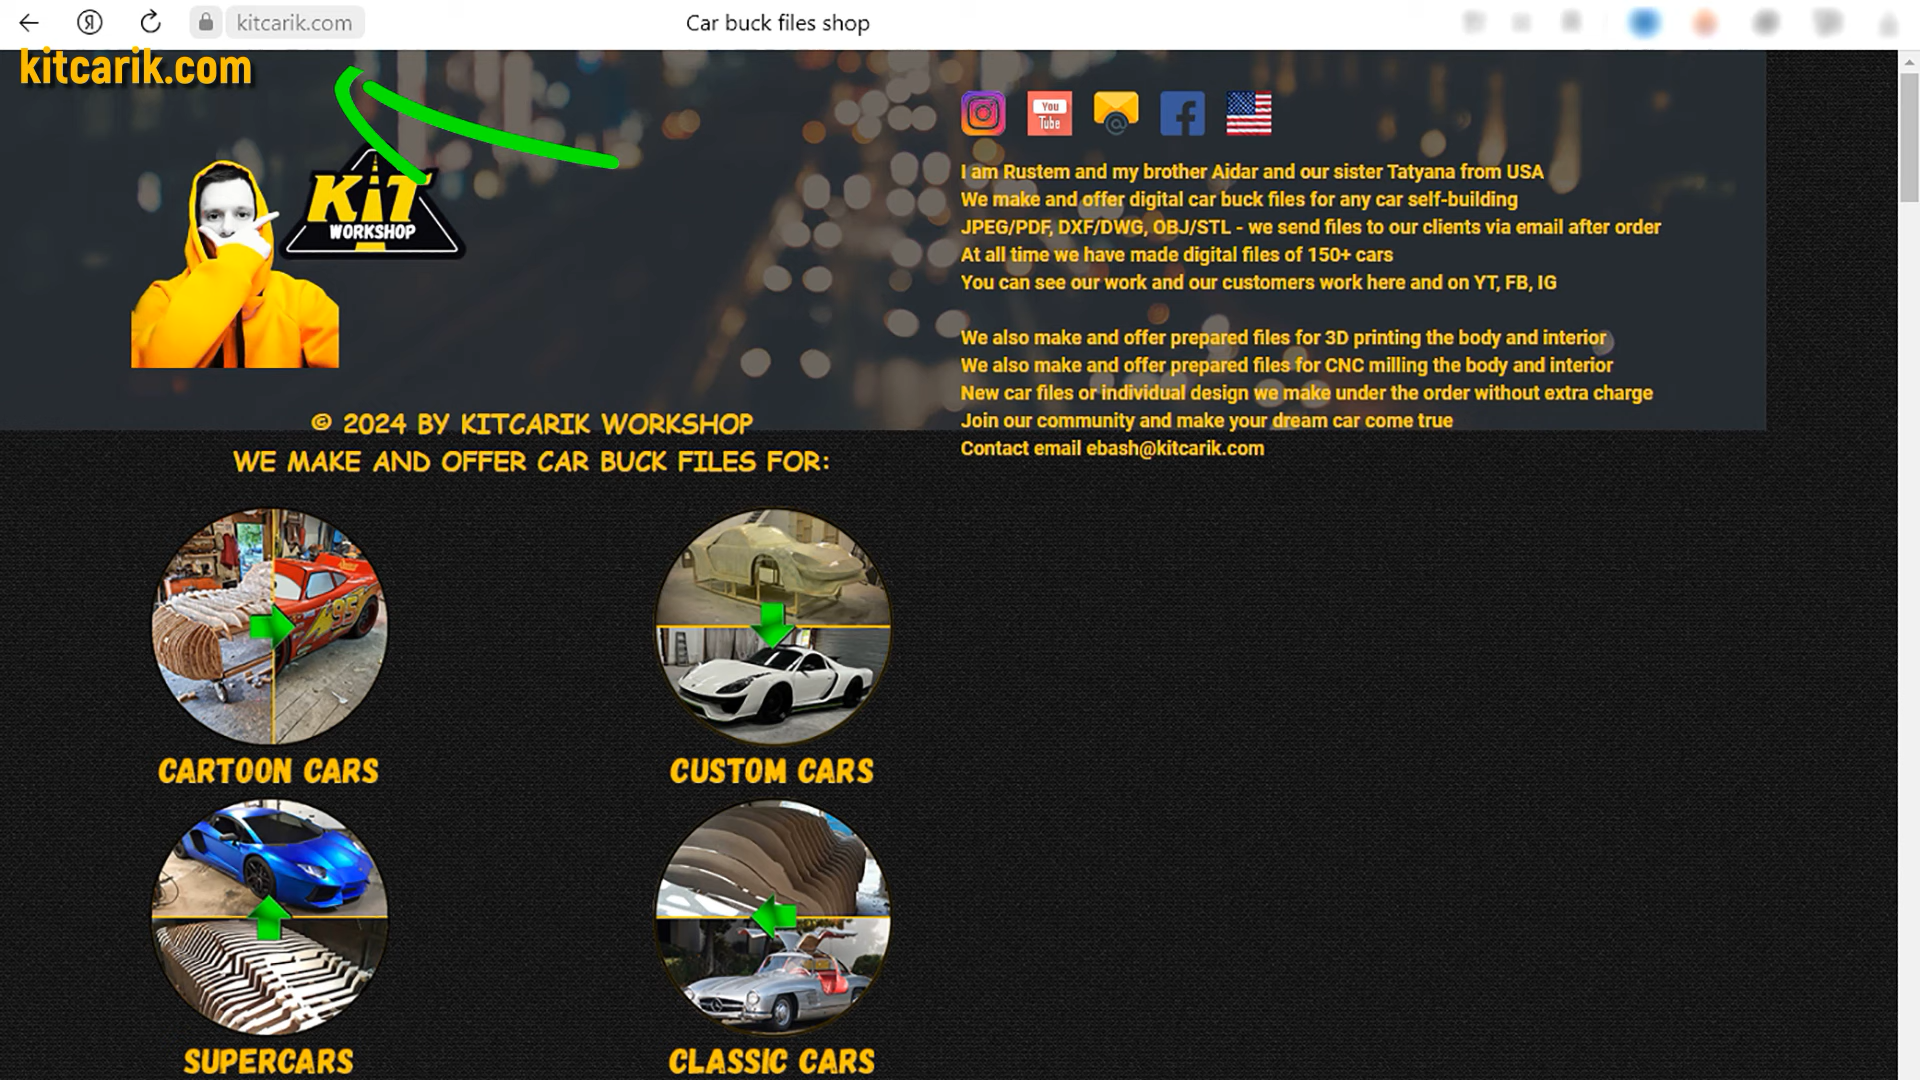 kitcarik.com
Car buck files shop
kitcarik.com
KiT
WORKSHOP
You
Tube
I am Rustem and my brother Aidar and our sister Tatyana from USA
We make and offer digital car buck files for any car self-building
JPEG/PDF, DXF/DWG, OBJ/STL - we send files to our clients via email after order
At all time we have made digital files of 150+ cars
You can see our work and our customers work here and on YT, FB, IG
We also make and offer prepared files for 3D printing the body and interior
We also make and offer prepared files for CNC milling the body and interior
New car files or individual design we make under the order without extra charge
Join our community and make your dream car come true
Contact email ebash@kitcarik.com
© 2024 BY KITCARIK WORKSHOP
WE MAKE AND OFFER CAR BUCK FILES FOR:
95
CARTOON CARS
CUSTOM CARS
SUPERCARS
CLASSIC CARS